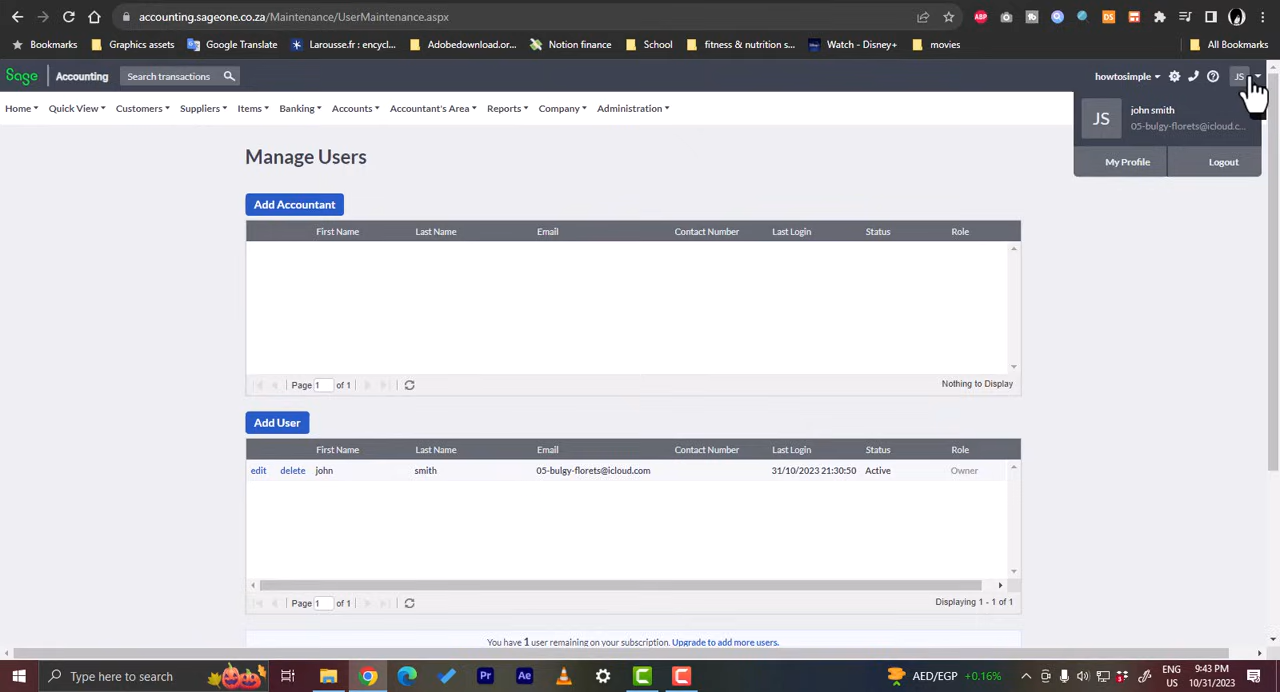 accounting.sageone.co.za/Maintenance/UserMaintenance.aspx
ABP
DS
Bookmarks
Graphics assets
Google Translate
Larousse.fr : encycl...
Adobedownload.or...
Notion finance
School
fitness & nutrition s...
Watch - Disney+
movies
All Bookmarks
Sage
Accounting
Search transactions
howtosimple
JS
Home
Quick View
Customers
Suppliers
Items
Banking
Accounts
Accountant's Area
Reports
Company
Administration
JS
john smith
05-bulgy-florets@icloud.c...
My Profile
Logout
Manage Users
Add Accountant
First Name
Last Name
Email
Contact Number
Last Login
Status
Role
Page 1 of 1
Nothing to Display
Add User
First Name
Last Name
Email
Contact Number
Last Login
Status
Role
edit
delete
john
smith
05-bulgy-florets@icloud.com
31/10/2023 21:30:50
Active
Owner
Page 1 of 1
Displaying 1 - 1 of 1
You have 1 user remaining on your subscription. Upgrade to add more users.
Type here to search
Pr
Ae
AED/EGP +0.16%
ENG
US
9:43 PM
10/31/2023